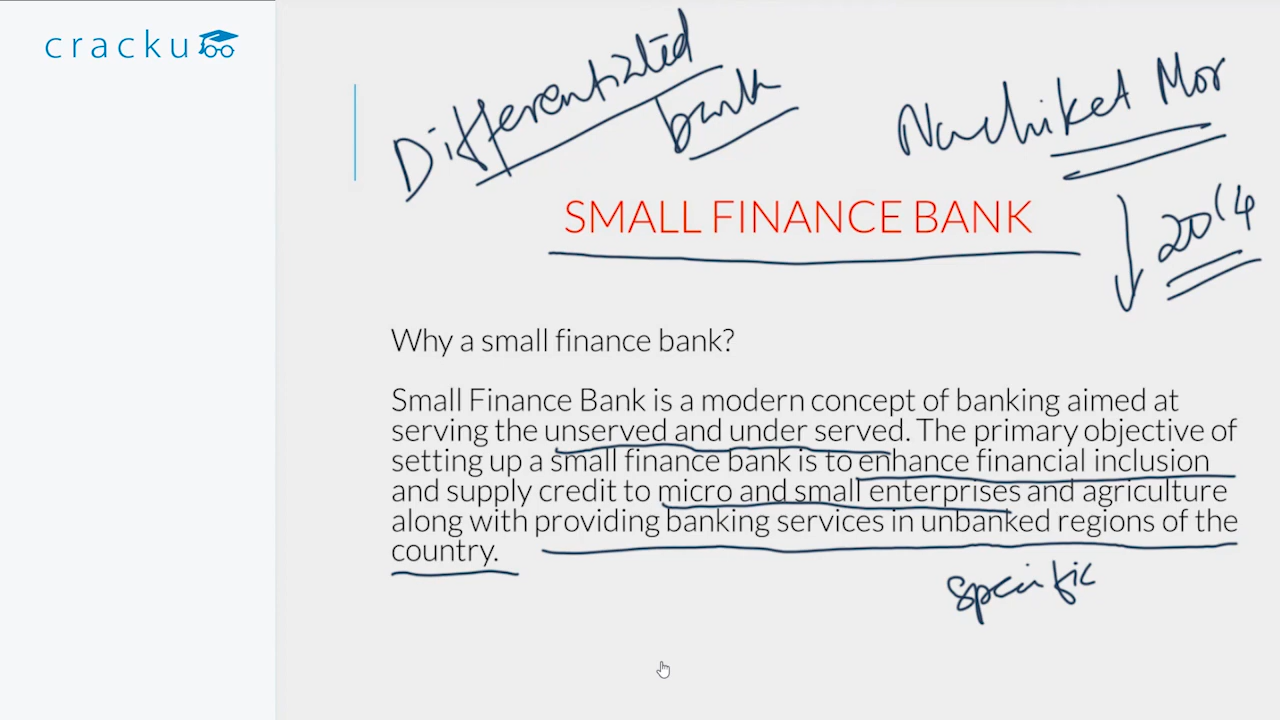 cracku
Differentiated
bank
Nachiket Mor
2014
SMALL FINANCE BANK
Why a small finance bank?
Small Finance Bank is a modern concept of banking aimed at
serving the unserved and under served. The primary objective of
setting up a small finance bank is to enhance financial inclusion
and supply credit to micro and small enterprises and agriculture
along with providing banking services in unbanked regions of the
country.
specific